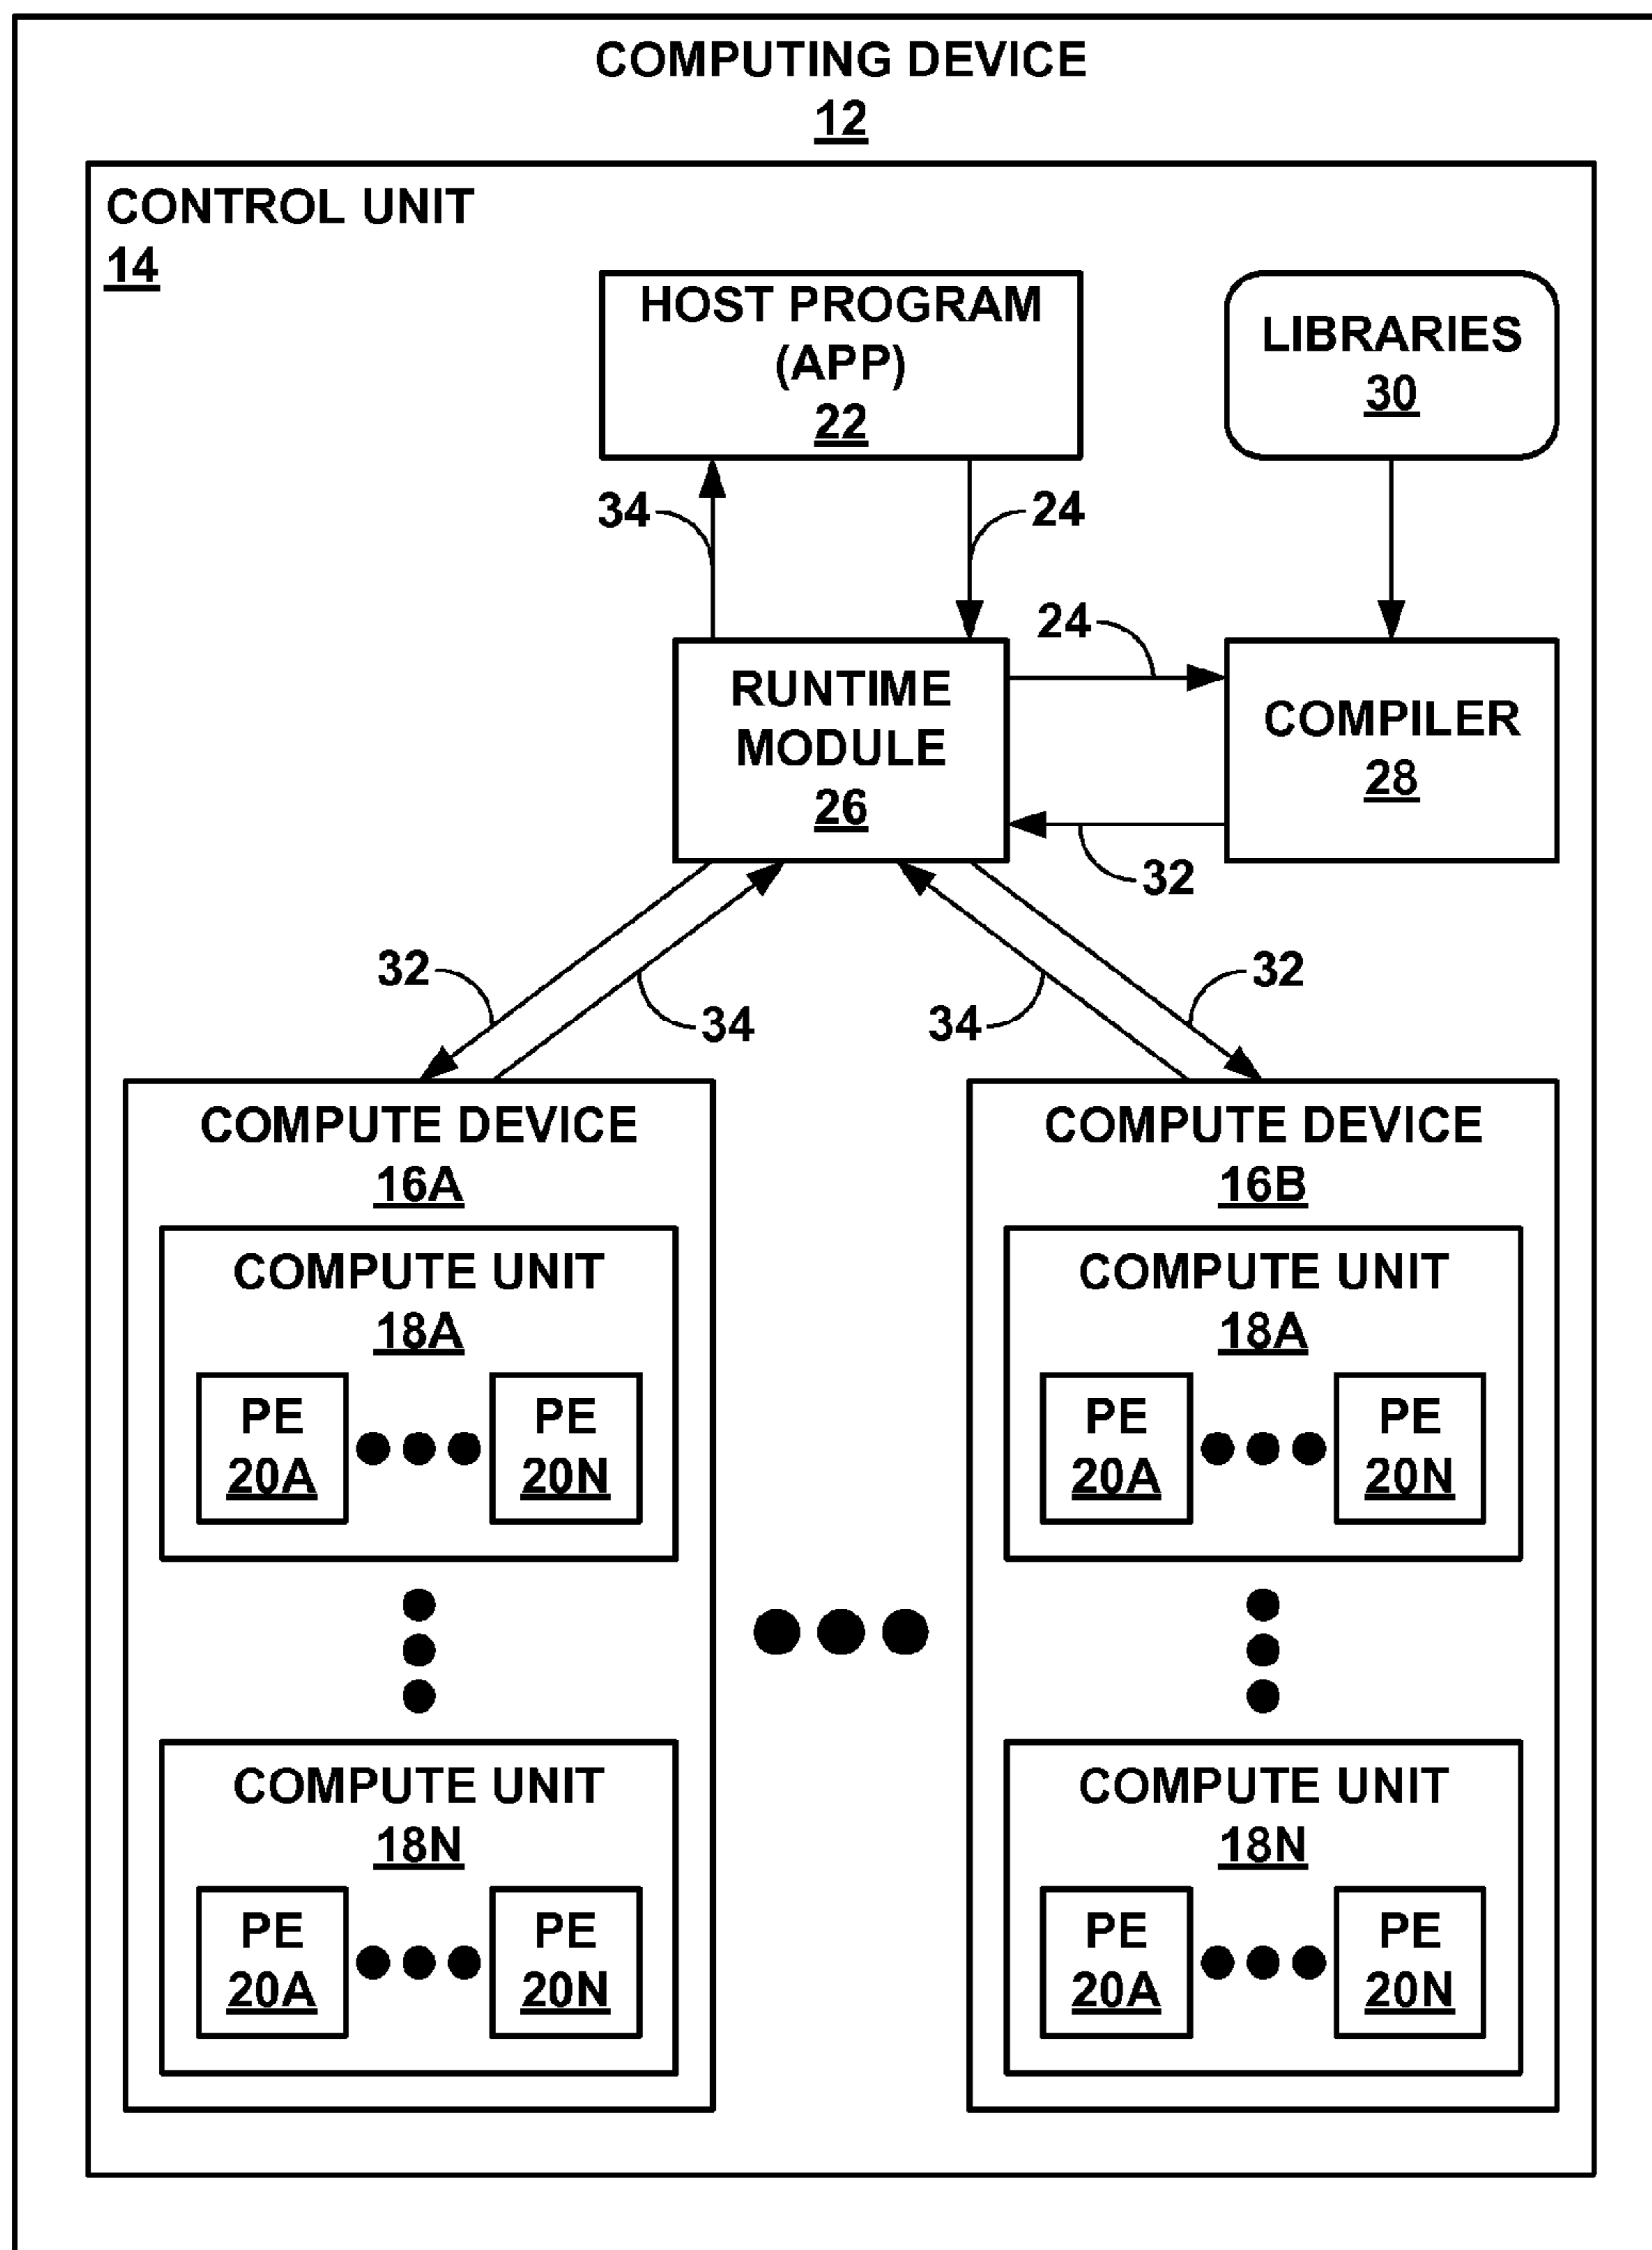 COMPUTING DEVICE
12
CONTROL UNIT
14
HOST PROGRAM
(APP)
22
LIBRARIES
30
34
24
24
RUNTIME
MODULE
26
COMPILER
28
32
32
34
34
32
COMPUTE DEVICE
16A
COMPUTE UNIT
18A
PE
20A
PE
20N
COMPUTE UNIT
18N
PE
20A
PE
20N
COMPUTE DEVICE
16B
COMPUTE UNIT
18A
PE
20A
PE
20N
COMPUTE UNIT
18N
PE
20A
PE
20N